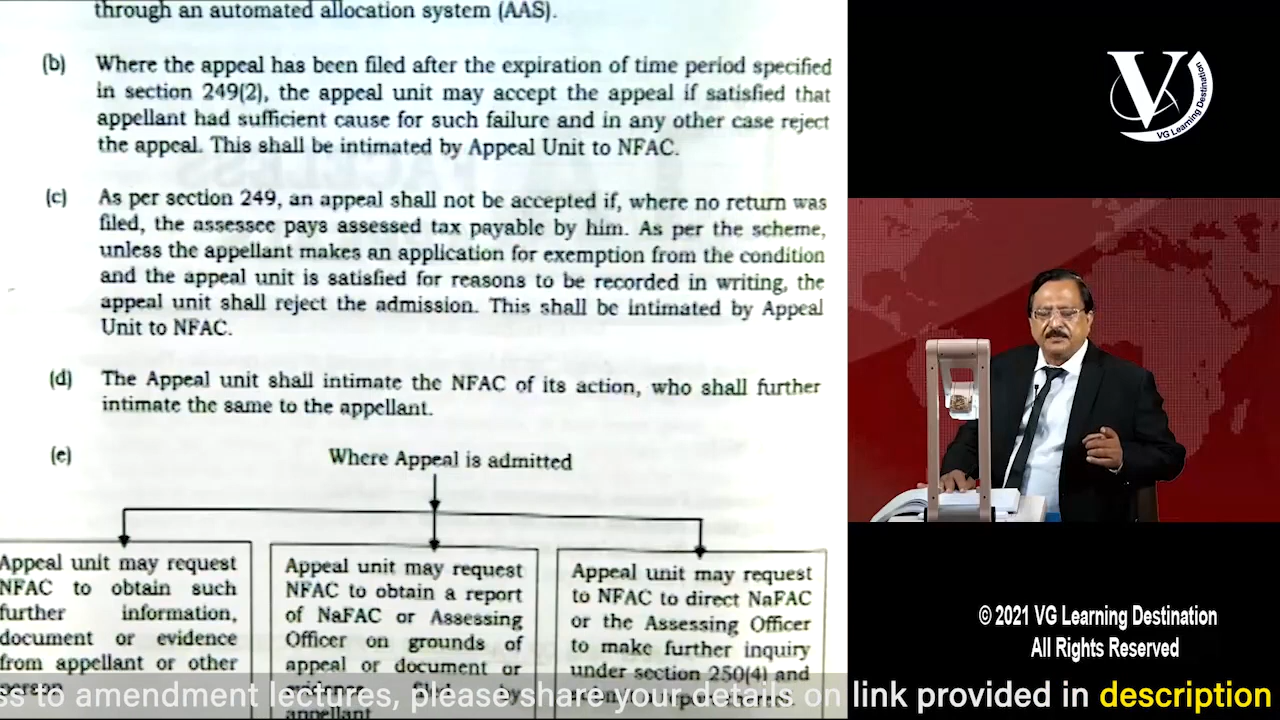 through an automated allocation system (AAS).
(b) Where the appeal has been filed after the expiration of time period specified
in section 249(2), the appeal unit may accept the appeal if satisfied that
appellant had sufficient cause for such failure and in any other case reject
the appeal. This shall be intimated by Appeal Unit to NFAC.
(c) As per section 249, an appeal shall not be accepted if, where no return was
filed, the assessee pays assessed tax payable by him. As per the scheme,
unless the appellant makes an application for exemption from the condition
and the appeal unit is satisfied for reasons to be recorded in writing, the
appeal unit shall reject the admission. This shall be intimated by Appeal
Unit to NFAC.
(d) The Appeal unit shall intimate the NFAC of its action, who shall further
intimate the same to the appellant.
(e) Where Appeal is admitted
Appeal unit may request
NFAC to obtain such
further information,
document or evidence
from appellant or other
person
Appeal unit may request
NFAC to obtain a report
of NaFAC or Assessing
Officer on grounds of
appeal or document or
by
appellant
Appeal unit may request
to NFAC to direct NaFAC
or the Assessing Officer
to make further inquiry
under section 250(4) and
V
VG Learning Destination
© 2021 VG Learning Destination
All Rights Reserved
ss to amendment lectures, please share your details on link provided in description